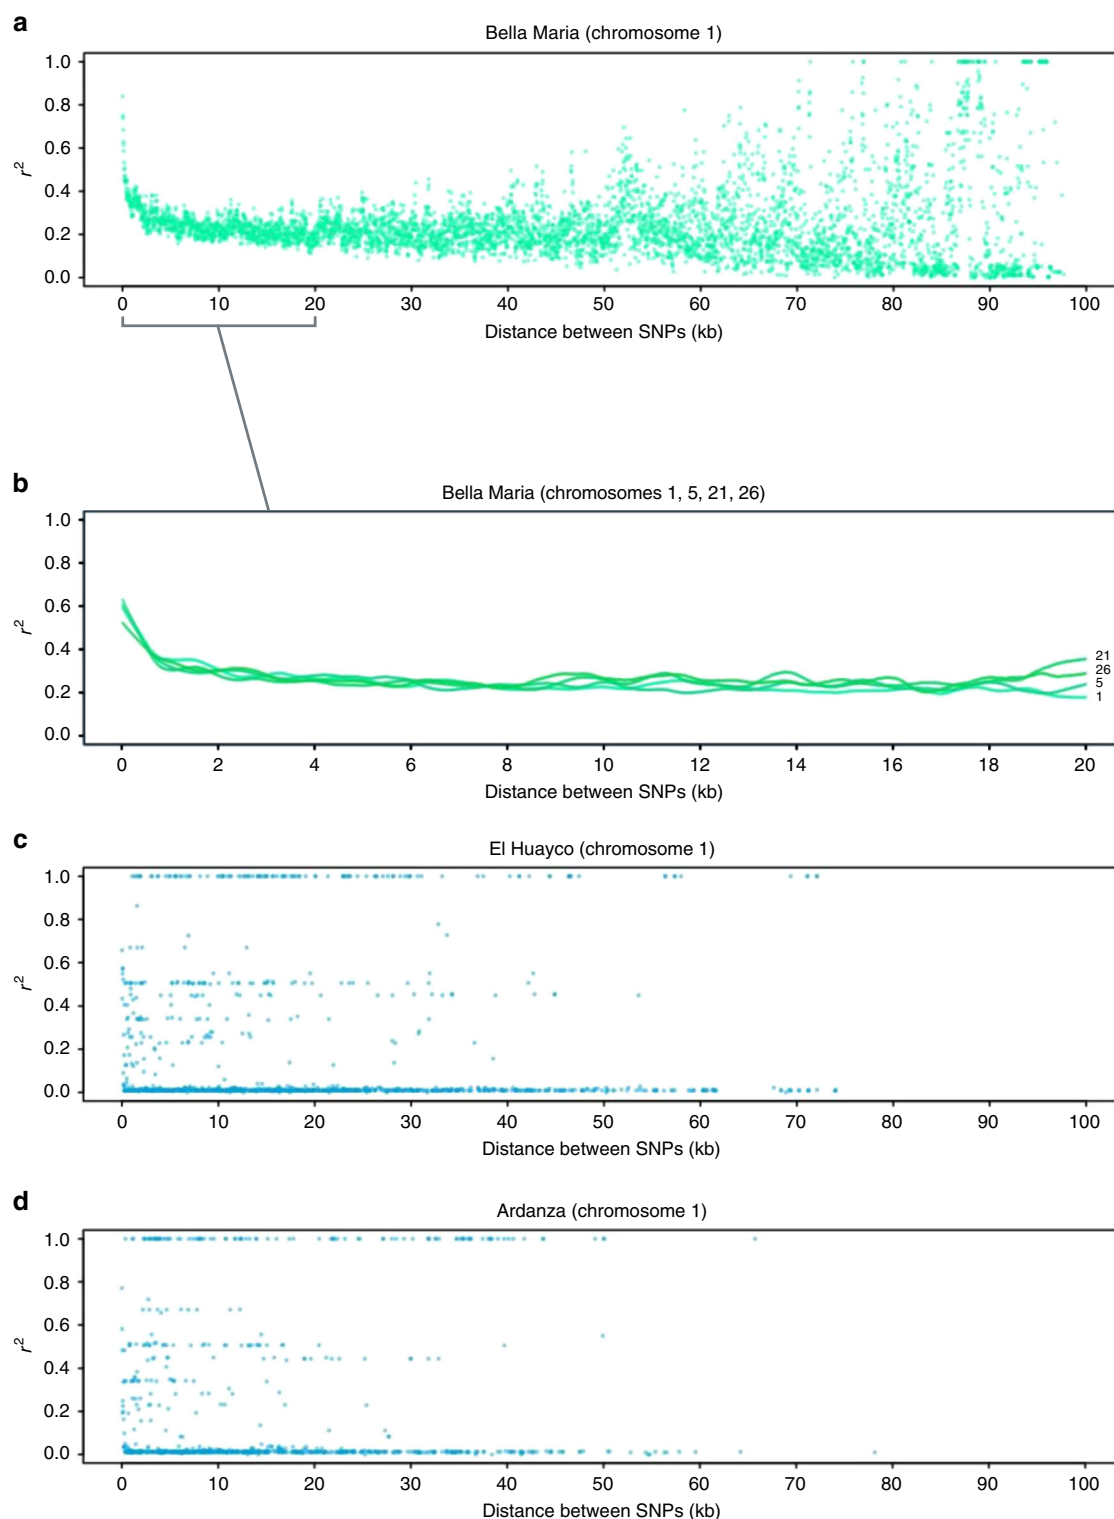 a
Bella Maria (chromosome 1)
1.0
0.8
0.6
0.4
0.2
0.0
r²
0 10 20 30 40 50 60 70 80 90 100
Distance between SNPs (kb)
b
Bella Maria (chromosomes 1, 5, 21, 26)
1.0
0.8
0.6
0.4
0.2
0.0
r²
21
26
5
1
0 2 4 6 8 10 12 14 16 18 20
Distance between SNPs (kb)
c
El Huayco (chromosome 1)
1.0
0.8
0.6
0.4
0.2
0.0
r²
0 10 20 30 40 50 60 70 80 90 100
Distance between SNPs (kb)
d
Ardanza (chromosome 1)
1.0
0.8
0.6
0.4
0.2
0.0
r²
0 10 20 30 40 50 60 70 80 90 100
Distance between SNPs (kb)